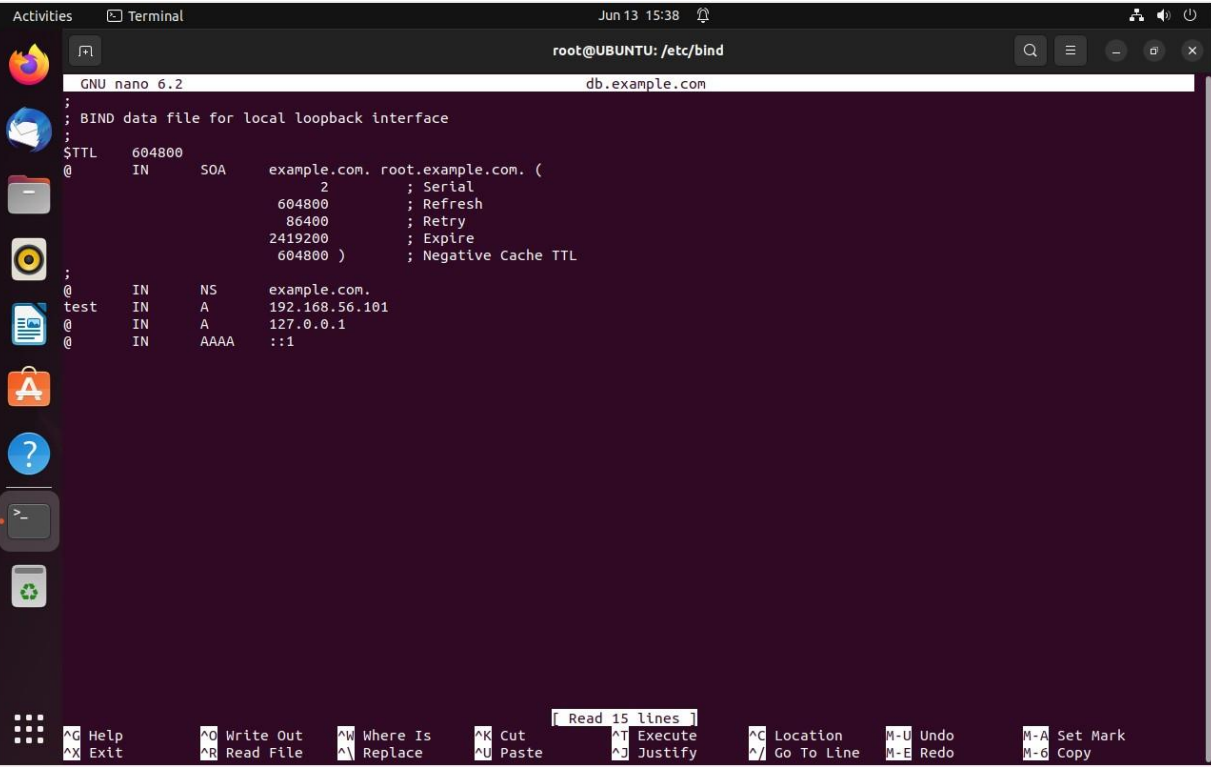 Activities Terminal Jun 13 15:38
root@UBUNTU: /etc/bind
GNU nano 6.2 db.example.com
;
; BIND data file for local loopback interface
;
$TTL 604800
@ IN SOA example.com. root.example.com. (
2 ; Serial
604800 ; Refresh
86400 ; Retry
2419200 ; Expire
604800 ) ; Negative Cache TTL
;
@ IN NS example.com.
test IN A 192.168.56.101
@ IN A 127.0.0.1
@ IN AAAA ::1
[ Read 15 lines ]
^G Help ^O Write Out ^W Where Is ^K Cut ^T Execute ^C Location M-U Undo M-A Set Mark
^X Exit ^R Read File ^\ Replace ^U Paste ^J Justify ^/ Go To Line M-E Redo M-6 Copy